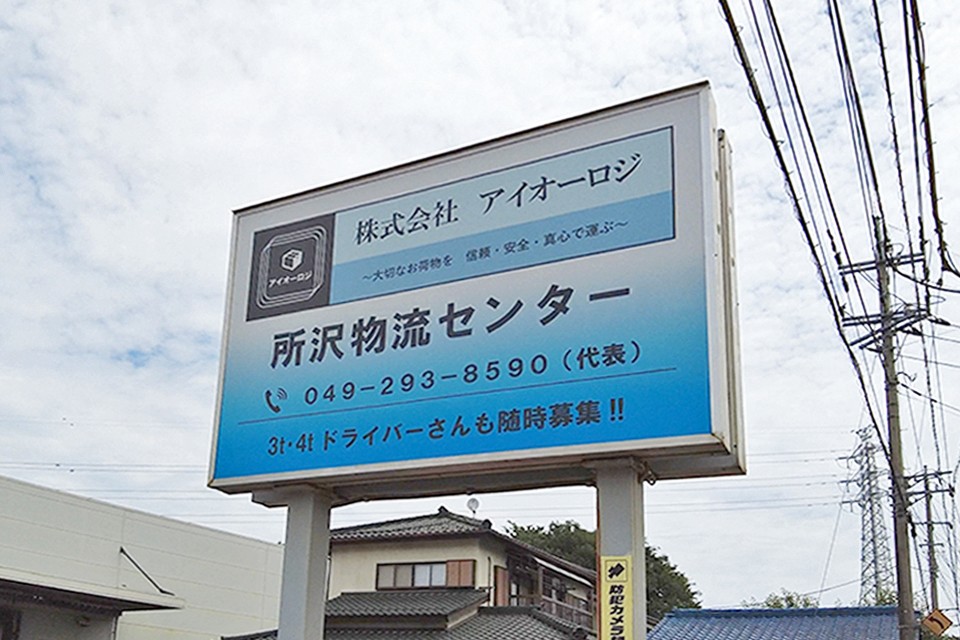 株式会社 アイオーロジ
アイオーロジ
～大切なお荷物を 信頼・安全・真心で運ぶ～
所沢物流センター
049-293-8590(代表)
3t・4t ドライバーさんも随時募集!!
防犯カメラ